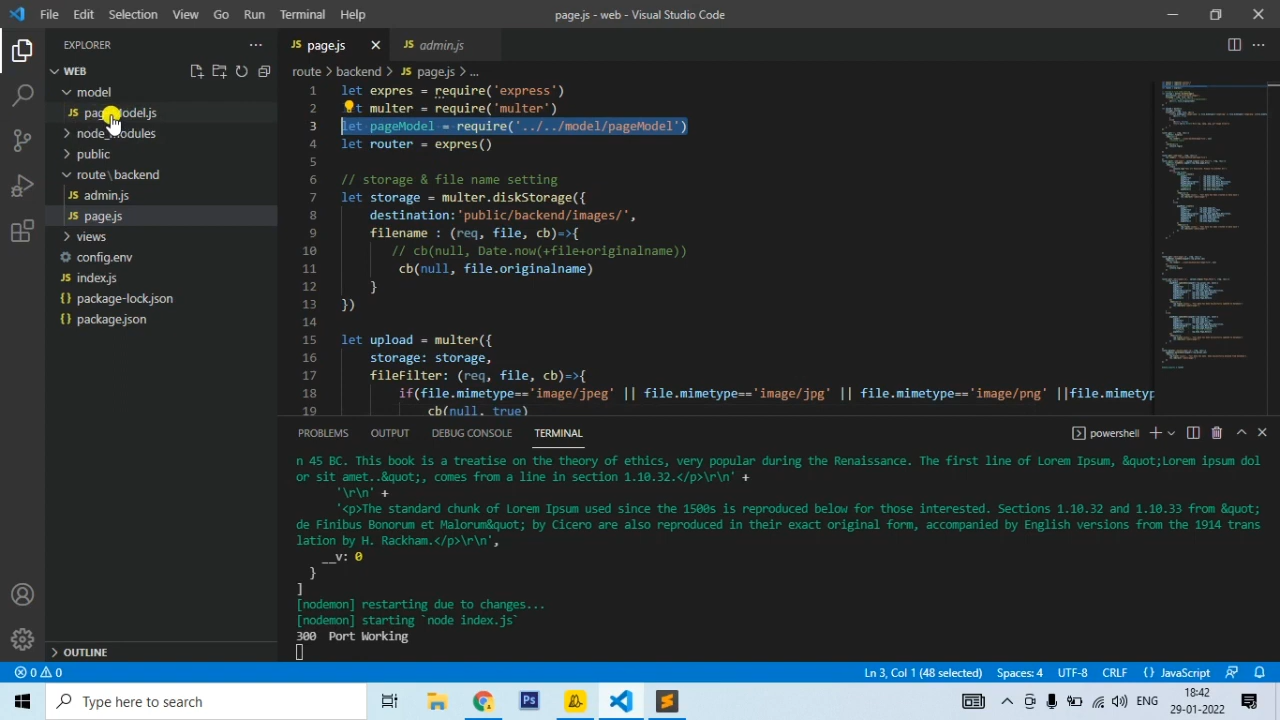 File Edit Selection View Go Run Terminal Help
page.js - web - Visual Studio Code
EXPLORER
WEB
model
pageModel.js
node_modules
public
route\backend
admin.js
page.js
views
config.env
index.js
package-lock.json
package.json
OUTLINE
page.js
admin.js
route > backend > JS page.js > ...
1 let expres = require('express')
2 let multer = require('multer')
3 let pageModel = require('../../model/pageModel')
4 let router = expres()
5
6 // storage & file name setting
7 let storage = multer.diskStorage({
8 destination:'public/backend/images/',
9 filename : (req, file, cb)=>{
10 // cb(null, Date.now(+file+originalname))
11 cb(null, file.originalname)
12 }
13 })
14
15 let upload = multer({
16 storage: storage,
17 fileFilter: (req, file, cb)=>{
18 if(file.mimetype=='image/jpeg' || file.mimetype=='image/jpg' || file.mimetype=='image/png' ||file.mimetyp
19 cb(null, true)
PROBLEMS OUTPUT DEBUG CONSOLE TERMINAL
powershell
n 45 BC. This book is a treatise on the theory of ethics, very popular during the Renaissance. The first line of Lorem Ipsum, &quot;Lorem ipsum dol
or sit amet..&quot;, comes from a line in section 1.10.32.</p>\r\n' +
'\r\n' +
'<p>The standard chunk of Lorem Ipsum used since the 1500s is reproduced below for those interested. Sections 1.10.32 and 1.10.33 from &quot;
de Finibus Bonorum et Malorum&quot; by Cicero are also reproduced in their exact original form, accompanied by English versions from the 1914 trans
lation by H. Rackham.</p>\r\n',
__v: 0
}
]
[nodemon] restarting due to changes...
[nodemon] starting `node index.js`
300 Port Working
0 0
Ln 3, Col 1 (48 selected) Spaces: 4 UTF-8 CRLF {} JavaScript
Type here to search
ENG
18:42
29-01-2022